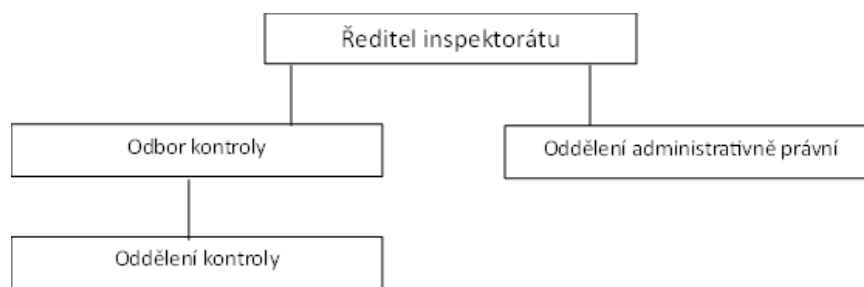 Ředitel inspektorátu
Odbor kontroly
Oddělení administrativně právní
Oddělení kontroly